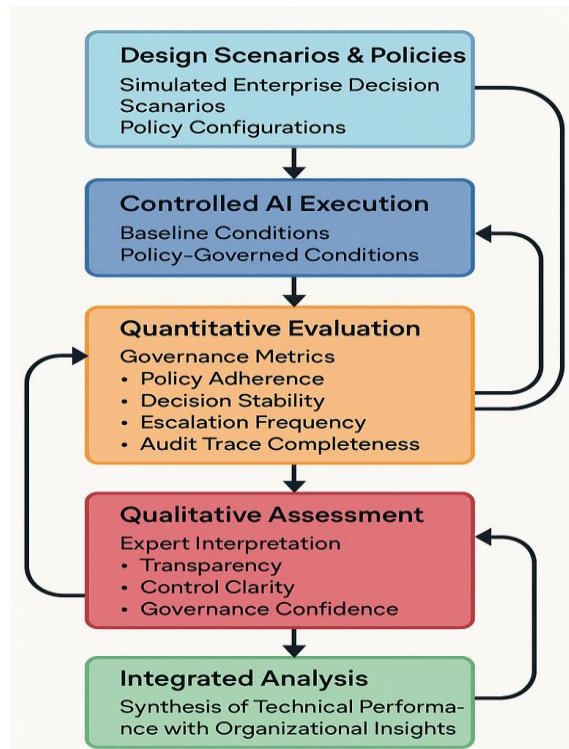 Design Scenarios & Policies
Simulated Enterprise Decision
Scanarios
Policy Configurations
Controlled AI Execution
Baseline Conditions
Policy-Governed Conditions
Quantitative Evaluation
Governance Metrics
• Policy Adherence
• Decision Stability
• Escalation Frequency
• Audit Trace Completeness
Qualitative Assessment
Expert Interpretation
• Transparency
• Control Clarity
• Governance Confidence
Integrated Analysis
Synthesis of Technical Performa-
nce with Organizational Insights